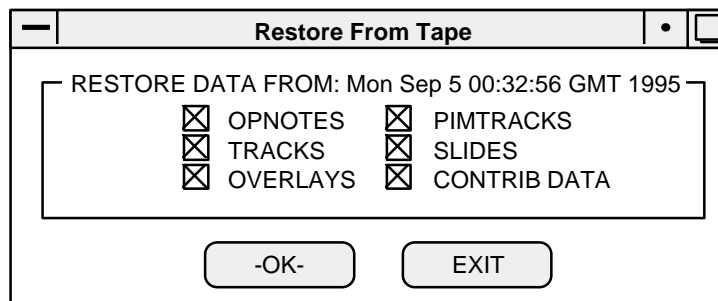 Restore From Tape
RESTORE DATA FROM: Mon Sep 5 00:32:56 GMT 1995
OPNOTES PIMTRACKS
TRACKS SLIDES
OVERLAYS CONTRIB DATA
-OK- EXIT